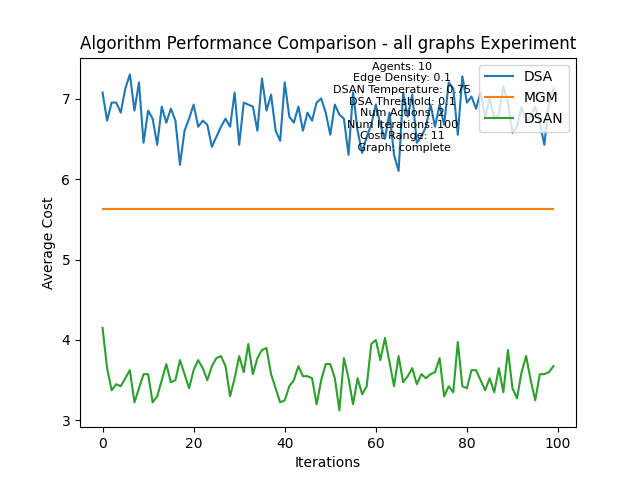 Algorithm Performance Comparison - all graphs Experiment
Agents: 10
Edge Density: 0.1
DSAN Temperature: 0.75
DSA Threshold: 0.1
Num Actions: 2
Num Iterations: 100
Cost Range: 11
Graph: complete
DSA
MGM
DSAN
7
6
5
4
3
Average Cost
0
20
40
60
80
100
Iterations